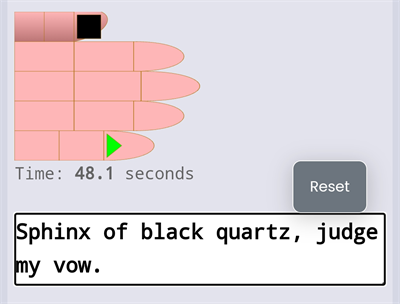 Time: 48.1 seconds
Reset
Sphinx of black quartz, judge
my vow.